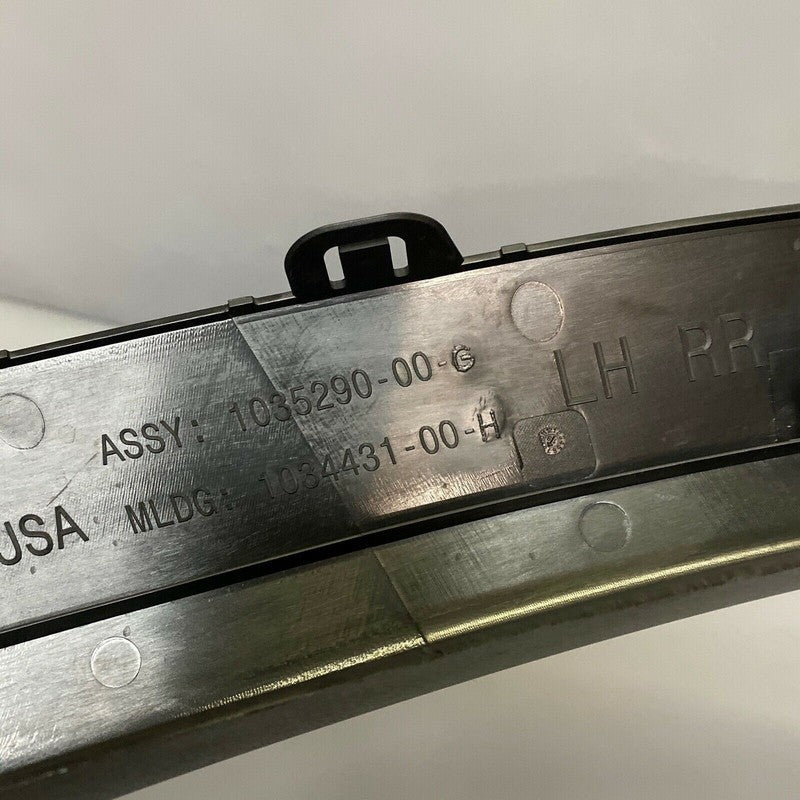 ASSY: 1035290-00-G
USA MLDG: 1034431-00-H
LH RR